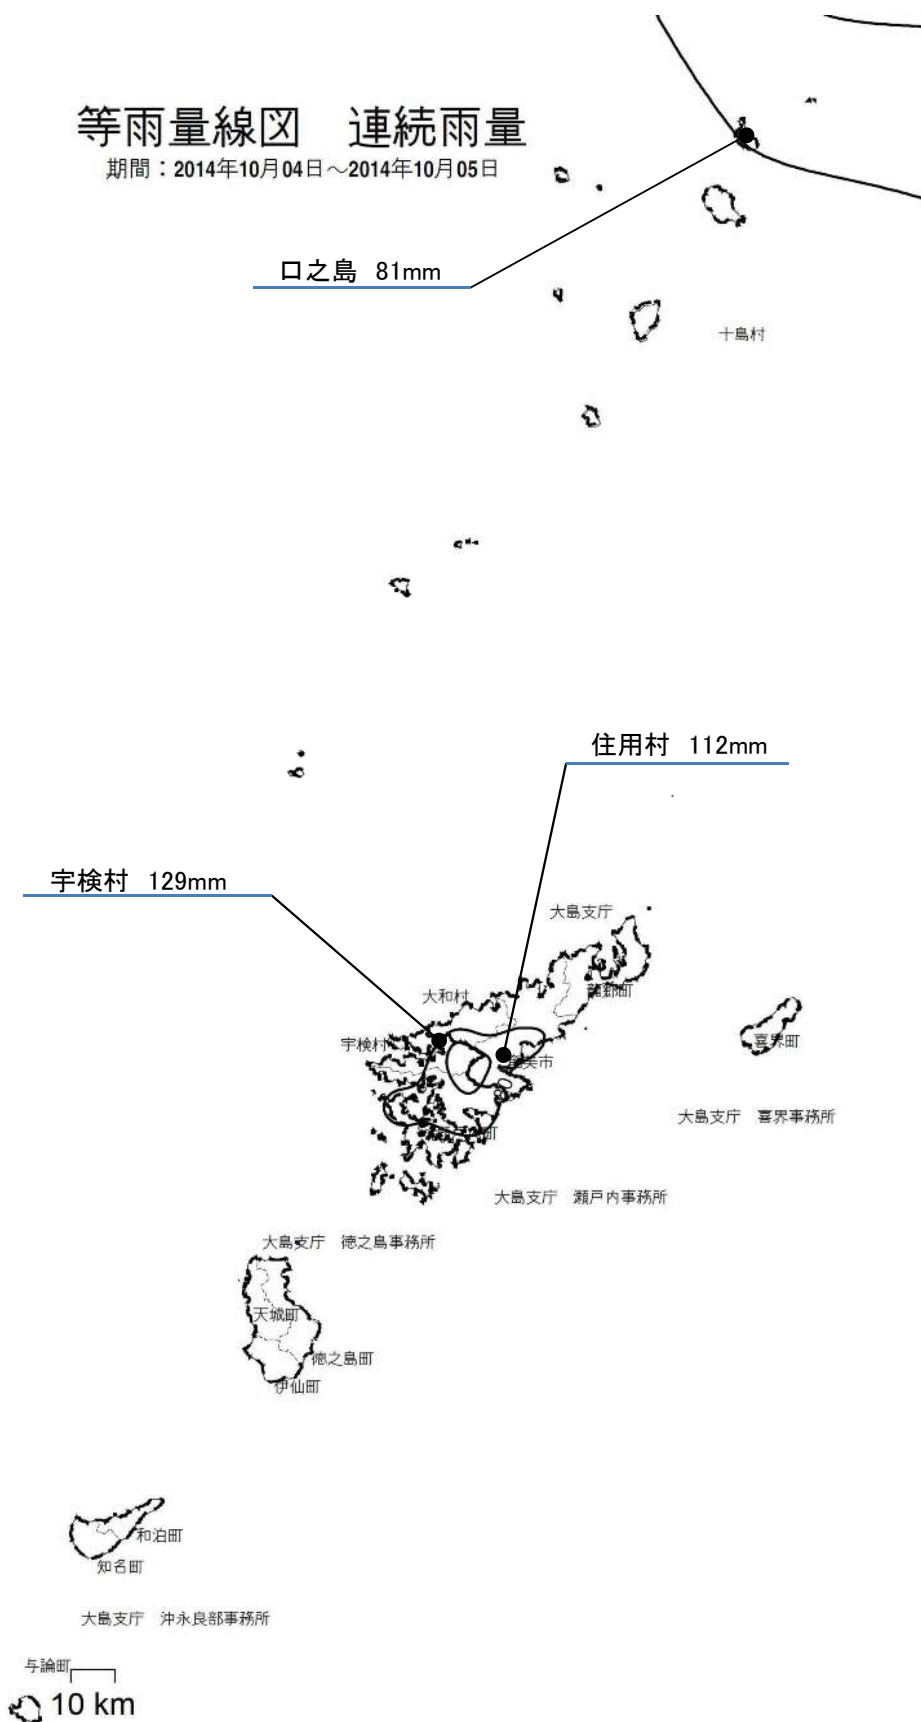 等雨量線図　連続雨量
期間：2014年10月04日～2014年10月05日
口之島　81mm
十島村
住用村　112mm
宇検村　129mm
大島支庁
龍郷町
大和村
宇検村
奄美市
喜界町
大島支庁　喜界事務所
町
大島支庁　瀬戸内事務所
大島支庁　徳之島事務所
天城町
徳之島町
伊仙町
和泊町
知名町
大島支庁　沖永良部事務所
与論町
10 km